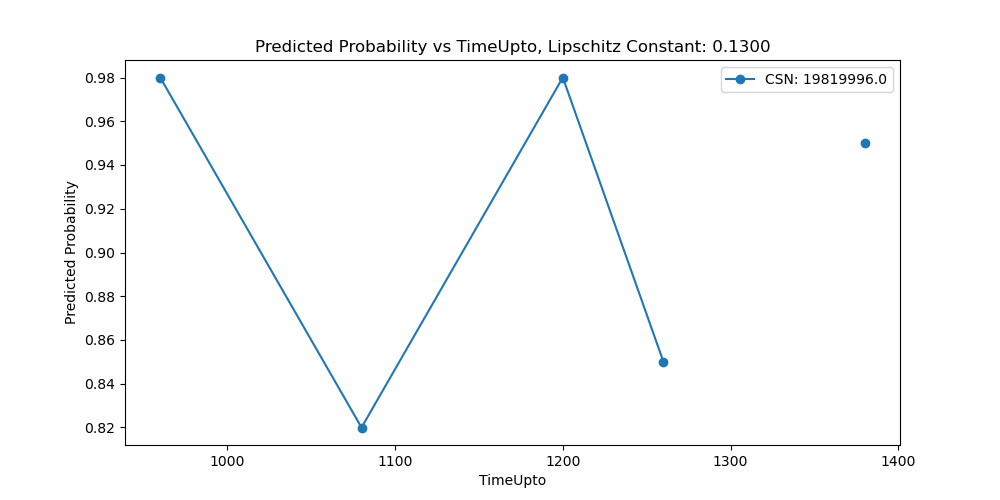 Predicted Probability vs TimeUpto, Lipschitz Constant: 0.1300
CSN: 19819996.0
Predicted Probability
0.98
0.96
0.94
0.92
0.90
0.88
0.86
0.84
0.82
1000 1100 1200 1300 1400
TimeUpto